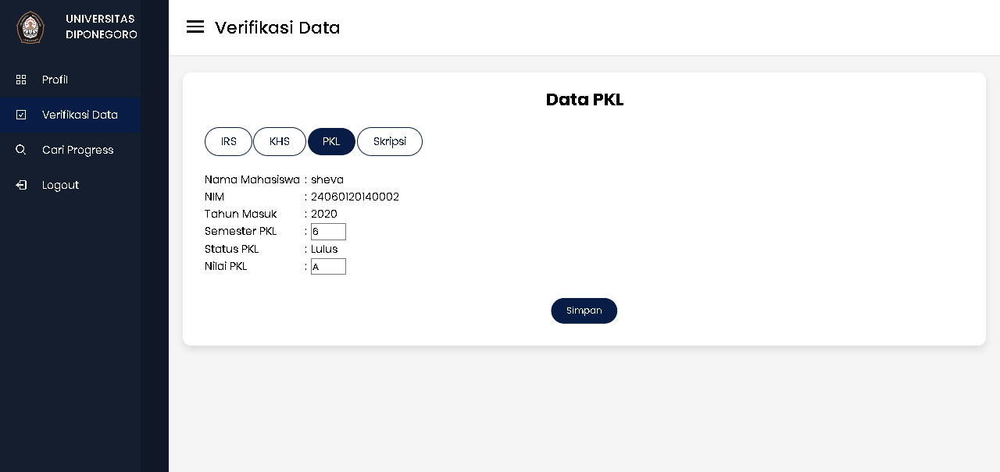 UNIVERSITAS
DIPONEGORO
Profil
Verifikasi Data
Cari Progress
Logout
Verifikasi Data
Data PKL
IRS KHS PKL Skripsi
Nama Mahasiswa : sheva
NIM : 24060120140002
Tahun Masuk : 2020
Semester PKL : 6
Status PKL : Lulus
Nilai PKL : A
Simpan